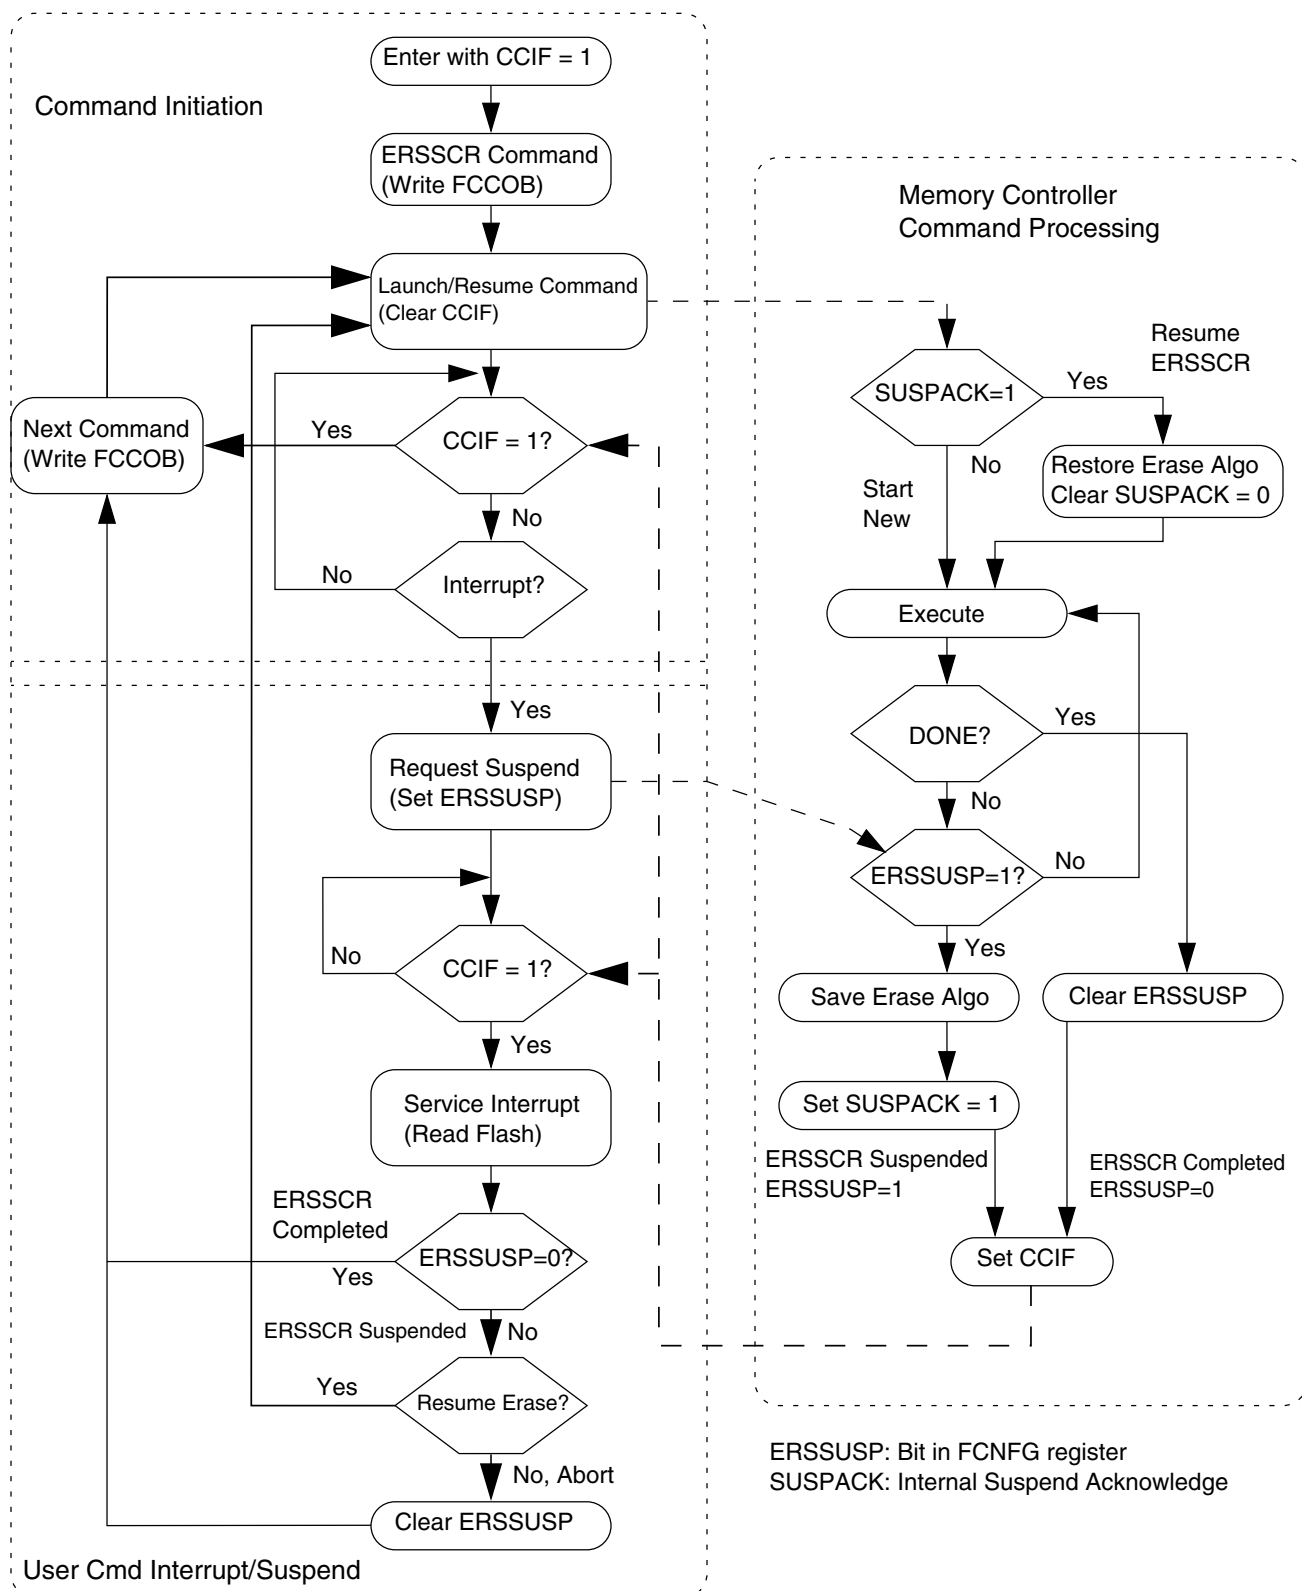 Enter with CCIF = 1
Command Initiation
ERSSCR Command
(Write FCCOB)
Memory Controller
Command Processing
Launch/Resume Command
(Clear CCIF)
Resume
ERSSCR
SUSPACK=1
Yes
Next Command
(Write FCCOB)
Yes
CCIF = 1?
No
Restore Erase Algo
Clear SUSPACK = 0
Start
New
No
No
Interrupt?
Execute
Yes
DONE?
Yes
Request Suspend
(Set ERSSUSP)
No
ERSSUSP=1?
No
No
CCIF = 1?
Yes
Save Erase Algo
Clear ERSSUSP
Yes
Service Interrupt
(Read Flash)
Set SUSPACK = 1
ERSSCR Suspended
ERSSUSP=1
ERSSCR Completed
ERSSUSP=0
ERSSCR
Completed
ERSSUSP=0?
Yes
Set CCIF
ERSSCR Suspended
No
Yes
Resume Erase?
No, Abort
Clear ERSSUSP
ERSSUSP: Bit in FCNFG register
SUSPACK: Internal Suspend Acknowledge
User Cmd Interrupt/Suspend